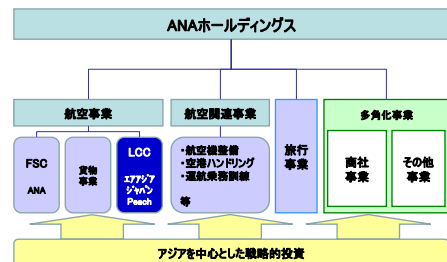 ANAホールディングス
航空事業
航空関連事業
旅行
事業
多角化事業
FSC
ANA
貨物
事業
LCC
エアアジア
ジャパン
Peach
・航空機整備
・空港ハンドリング
・運航乗務訓練
等
商社
事業
その他
事業
アジアを中心とした戦略的投資